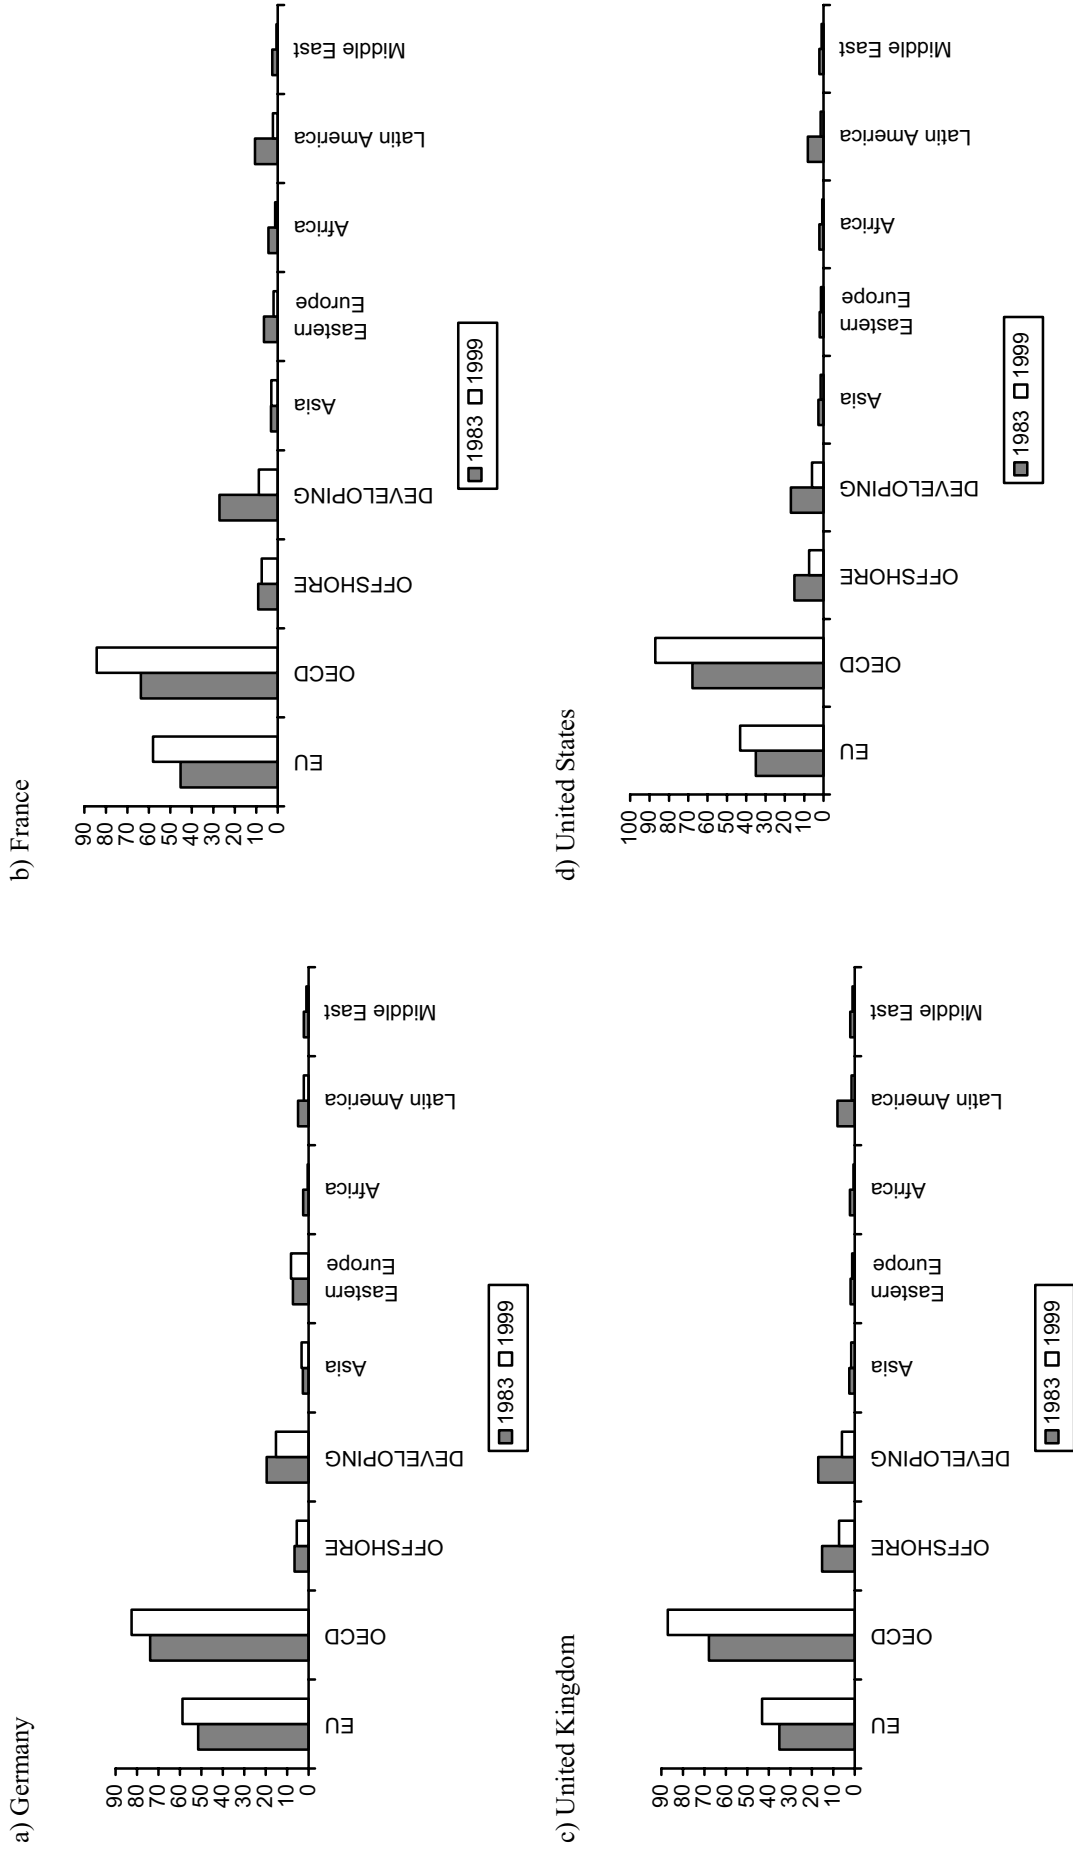 a) Germany
90
80
70
60
50
40
30
20
10
0
EU
OECD
OFFSHORE
DEVELOPING
Asia
Eastern
Europe
Africa
Latin America
Middle East
1983 1999
b) France
90
80
70
60
50
40
30
20
10
0
EU
OECD
OFFSHORE
DEVELOPING
Asia
Eastern
Europe
Africa
Latin America
Middle East
1983 1999
c) United Kingdom
90
80
70
60
50
40
30
20
10
0
EU
OECD
OFFSHORE
DEVELOPING
Asia
Eastern
Europe
Africa
Latin America
Middle East
1983 1999
d) United States
100
90
80
70
60
50
40
30
20
10
0
EU
OECD
OFFSHORE
DEVELOPING
Asia
Eastern
Europe
Africa
Latin America
Middle East
1983 1999